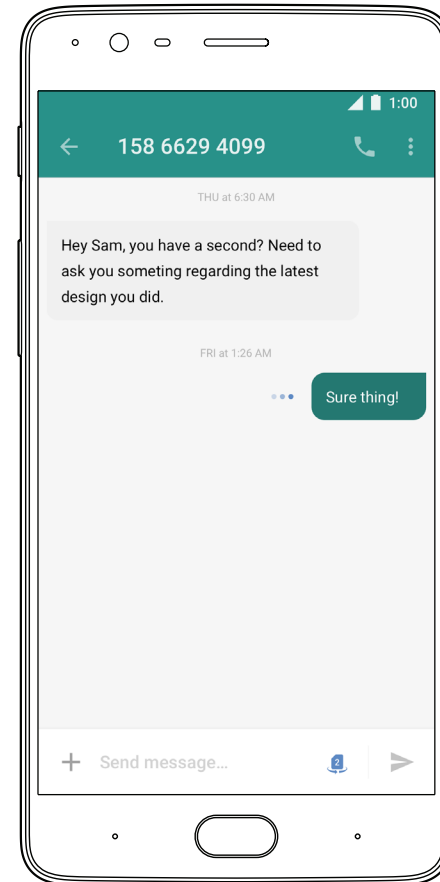 1:00
158 6629 4099
THU at 6:30 AM
Hey Sam, you have a second? Need to
ask you someting regarding the latest
design you did.
FRI at 1:26 AM
Sure thing!
Send message...
2